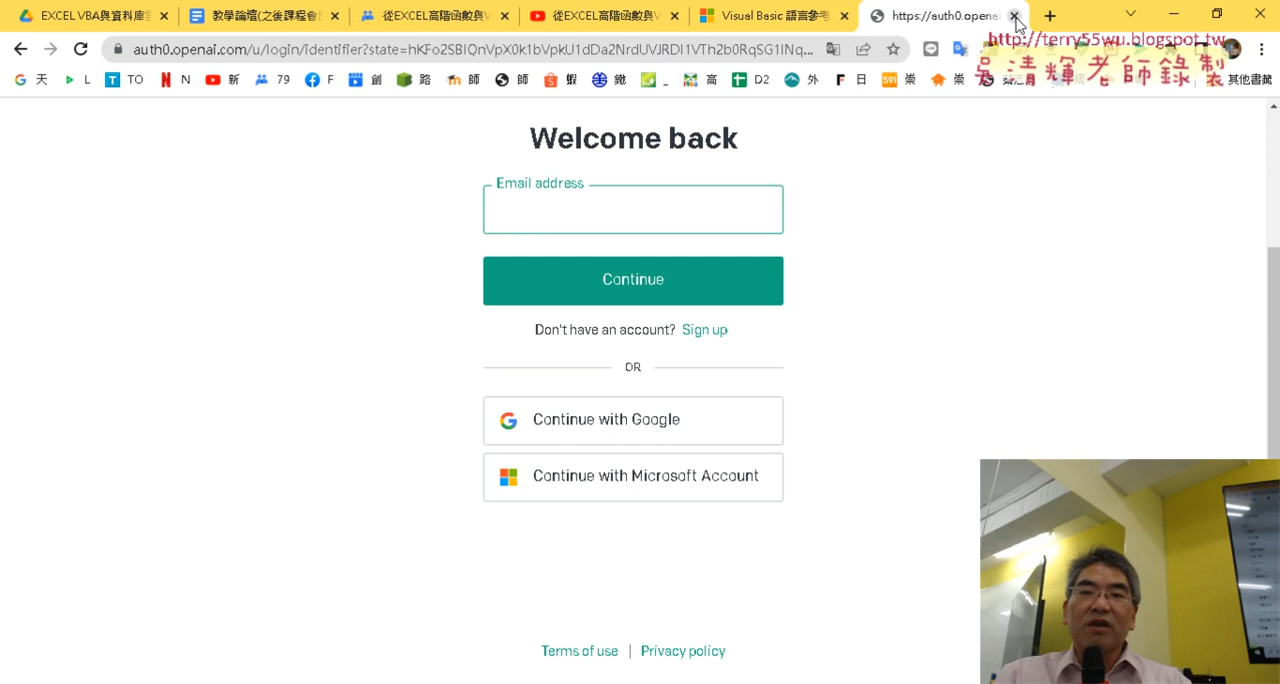 EXCEL VBA與資料庫雲
教學論壇(之後課程會放
從EXCEL高階函數與V
從EXCEL高階函數與V
Visual Basic 語言參考
https://auth0.openai
http://terry55wu.blogspot.tw
auth0.openai.com/u/login/identifier?state=hKFo2SBIQnVpX0k1bVpkU1dDa2NrdUVJRDI1VTh2b0RqSG1INq...
吳清輝老師錄製
天 L TO N 新 F 79 創 路 師 師 蝦 _ 高 D2 外 日 崇 崇 其他書籤
Welcome back
Email address
Continue
Don't have an account? Sign up
OR
Continue with Google
Continue with Microsoft Account
Terms of use | Privacy policy